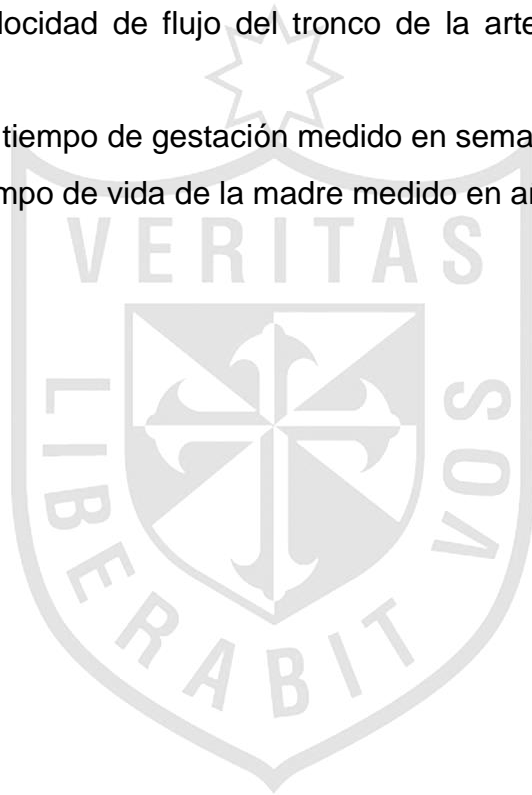 locidad de flujo del tronco de la arte
tiempo de gestación medido en sema
mpo de vida de la madre medido en a
VERITAS
LIBERABIT VOS